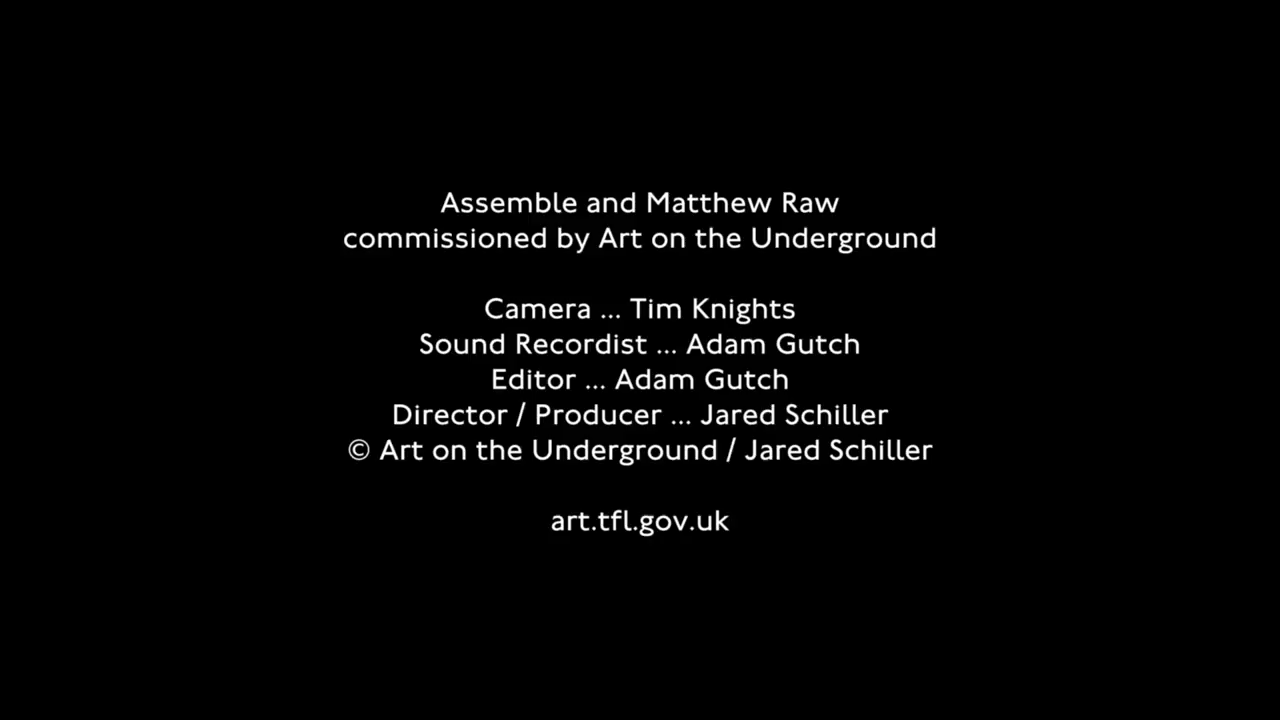 Assemble and Matthew Raw
commissioned by Art on the Underground
Camera ... Tim Knights
Sound Recordist ... Adam Gutch
Editor ... Adam Gutch
Director / Producer ... Jared Schiller
© Art on the Underground / Jared Schiller
art.tfl.gov.uk